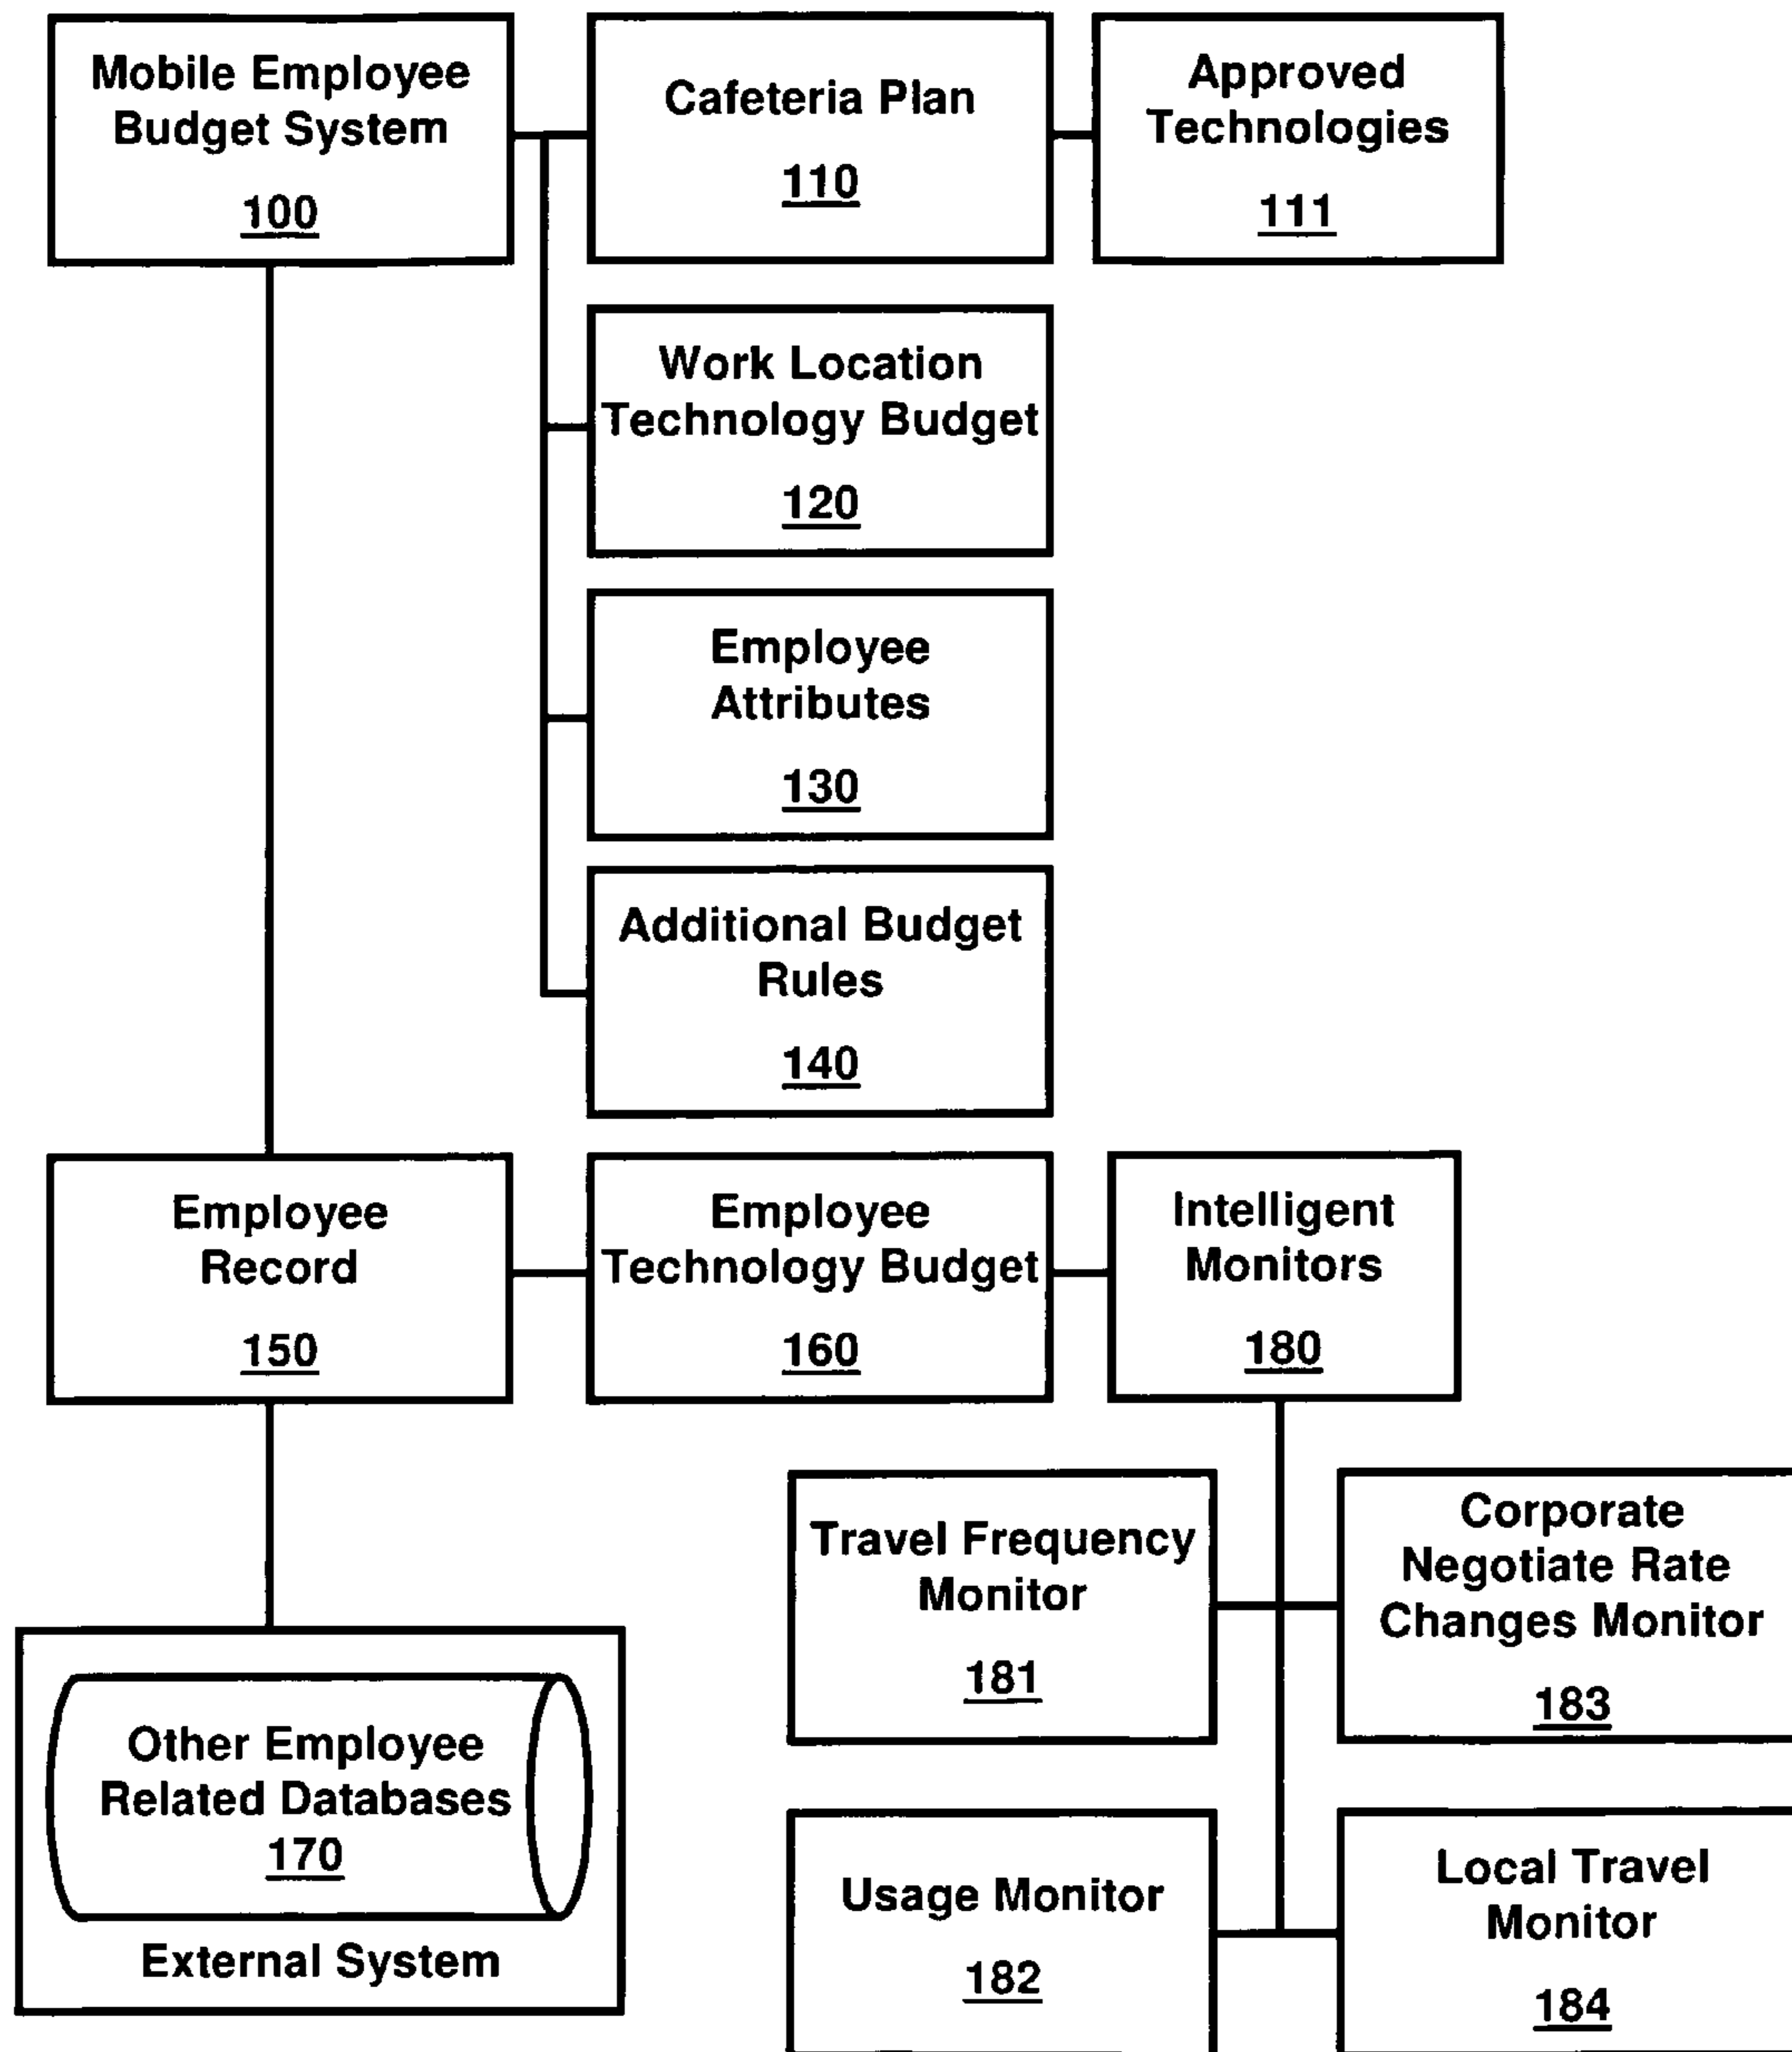 Mobile Employee
Budget System
100
Cafeteria Plan
110
Approved
Technologies
111
Work Location
Technology Budget
120
Employee
Attributes
130
Additional Budget
Rules
140
Employee
Record
150
Employee
Technology Budget
160
Intelligent
Monitors
180
Travel Frequency
Monitor
181
Corporate
Negotiate Rate
Changes Monitor
183
Other Employee
Related Databases
170
External System
Usage Monitor
182
Local Travel
Monitor
184